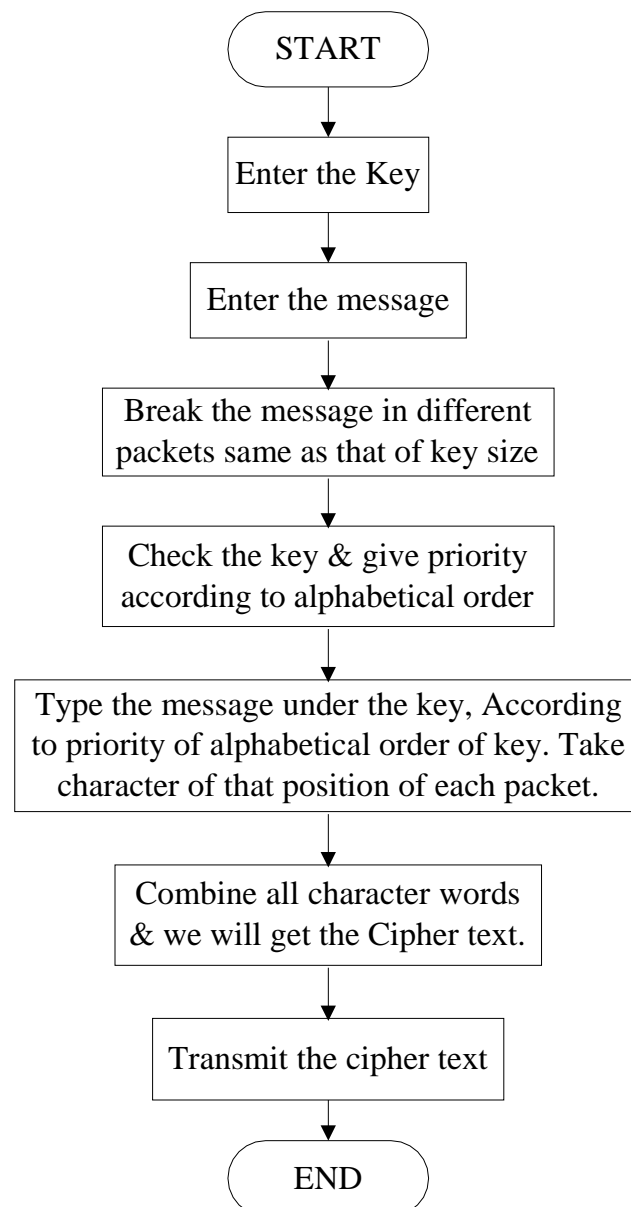 START
Enter the Key
Enter the message
Break the message in different
packets same as that of key size
Check the key & give priority
according to alphabetical order
Type the message under the key, According
to priority of alphabetical order of key. Take
character of that position of each packet.
Combine all character words
& we will get the Cipher text.
Transmit the cipher text
END